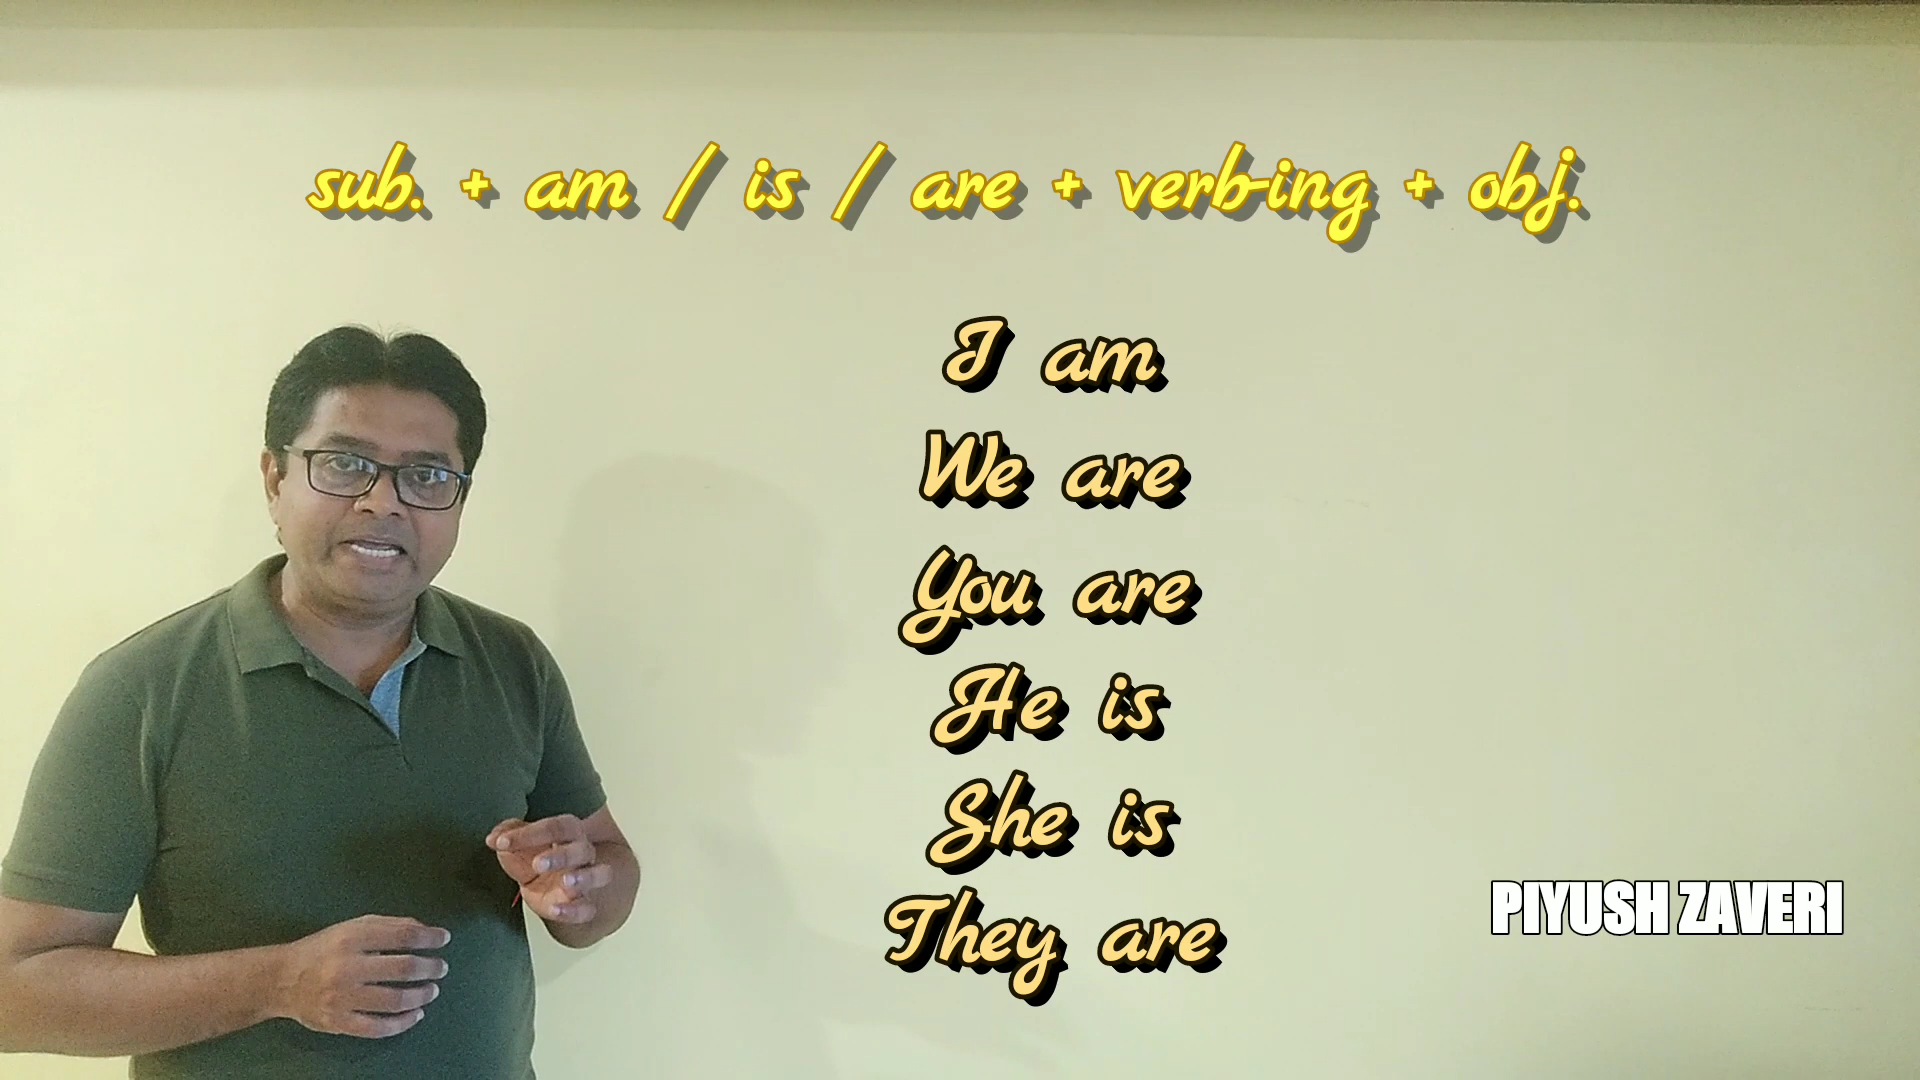 sub. + am / is / are + verb-ing + obj.
I am
We are
You are
He is
She is
They are
PIYUSH ZAVERI